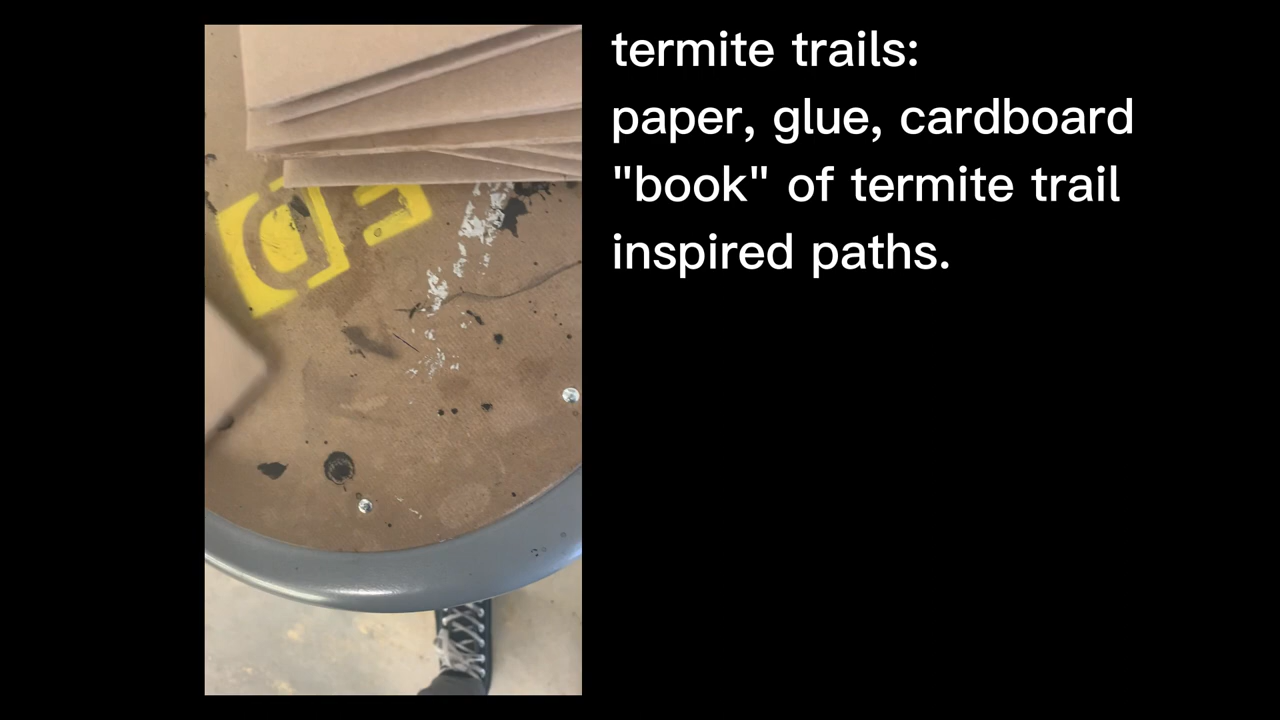 termite trails:
paper, glue, cardboard
"book" of termite trail
inspired paths.